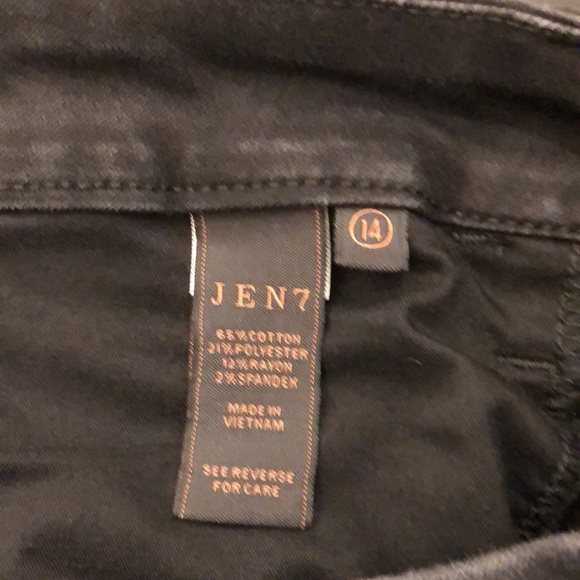 14
JEN7
65% COTTON
21% POLYESTER
12% RAYON
2% SPANDEX
MADE IN
VIETNAM
SEE REVERSE
FOR CARE